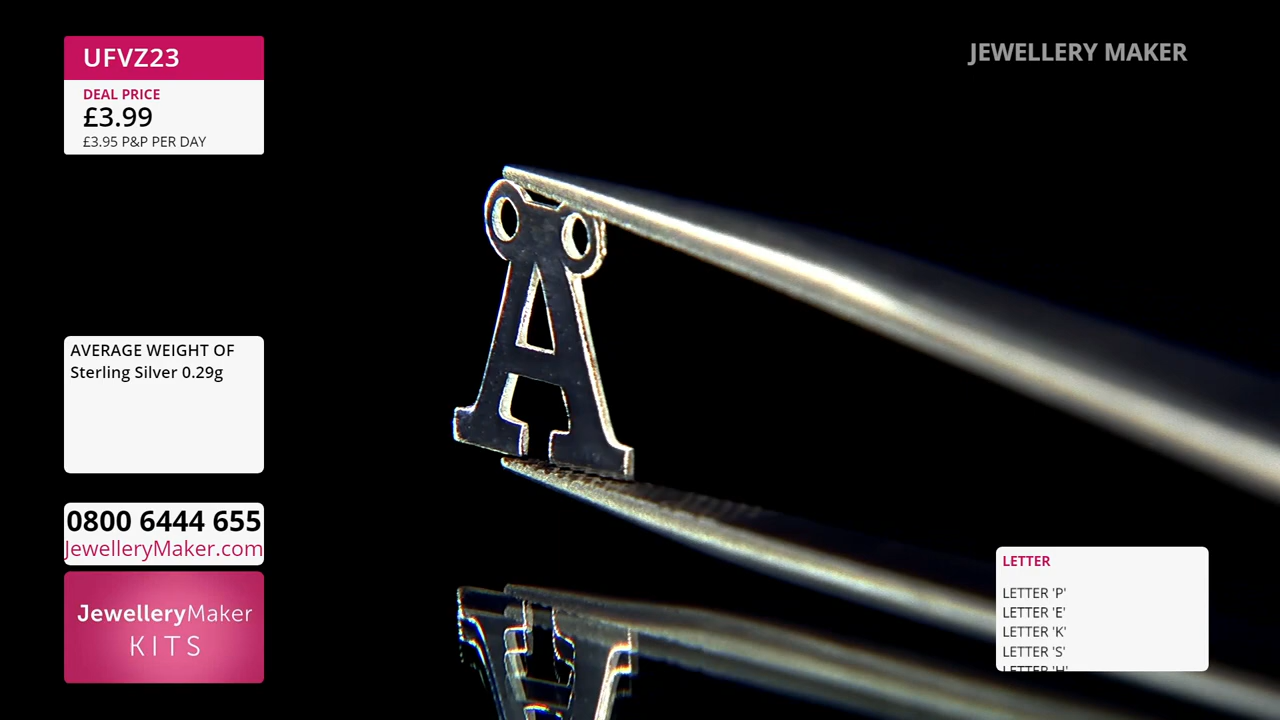 UFVZ23
DEAL PRICE
£3.99
£3.95 P&P PER DAY
JEWELLERY MAKER
A
AVERAGE WEIGHT OF
Sterling Silver 0.29g
0800 6444 655
JewelleryMaker.com
JewelleryMaker
KITS
LETTER
LETTER 'P'
LETTER 'E'
LETTER 'K'
LETTER 'S'
LETTER 'H'